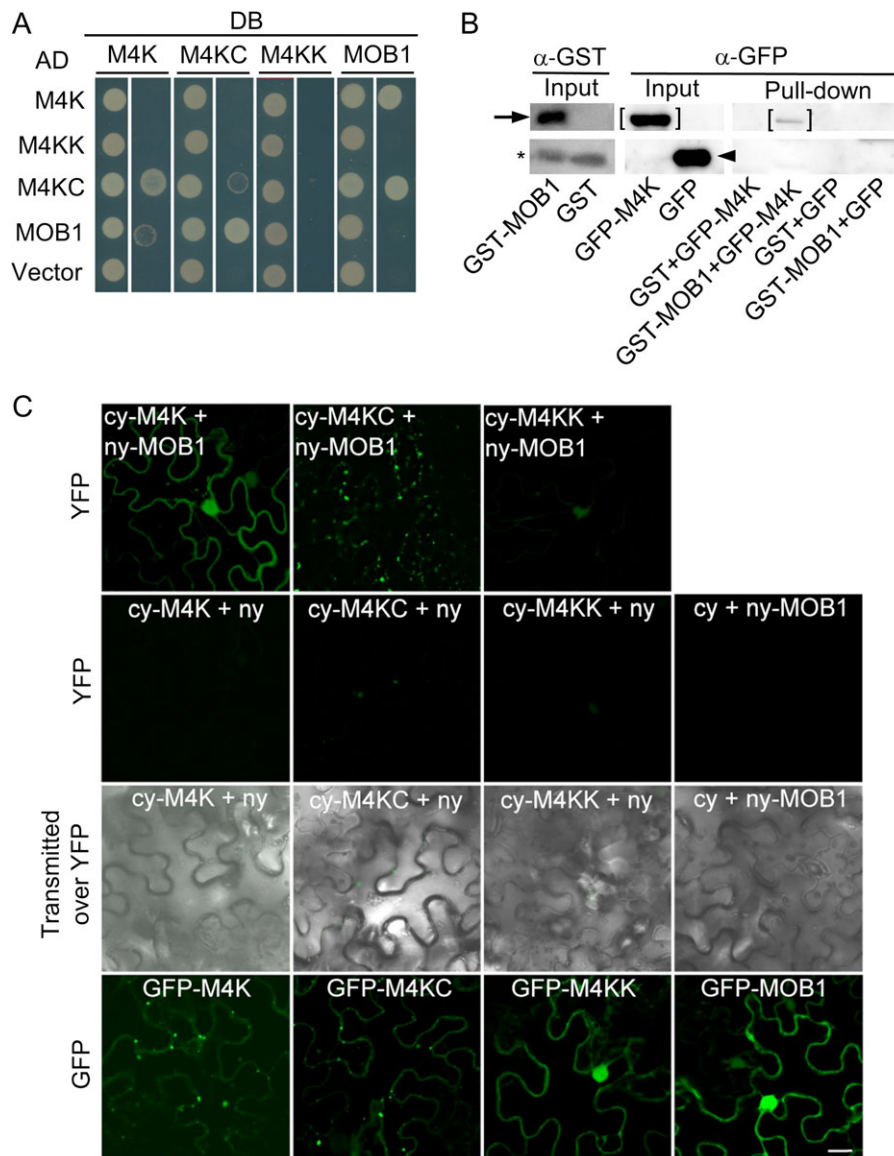 A
DB
AD
M4K M4KC M4KK MOB1
M4K
M4KK
M4KC
MOB1
Vector
B
α-GST α-GFP
Input Input Pull-down
[ ] [ ]
*
GST-MOB1
GST
GFP-M4K
GFP
GST+GFP-M4K
GST-MOB1+GFP-M4K
GST+GFP
GST-MOB1+GFP
C
YFP
cy-M4K +
ny-MOB1
cy-M4KC +
ny-MOB1
cy-M4KK +
ny-MOB1
YFP
cy-M4K + ny cy-M4KC + ny cy-M4KK + ny cy + ny-MOB1
Transmitted
over YFP
cy-M4K + ny cy-M4KC + ny cy-M4KK + ny cy + ny-MOB1
GFP
GFP-M4K GFP-M4KC GFP-M4KK GFP-MOB1